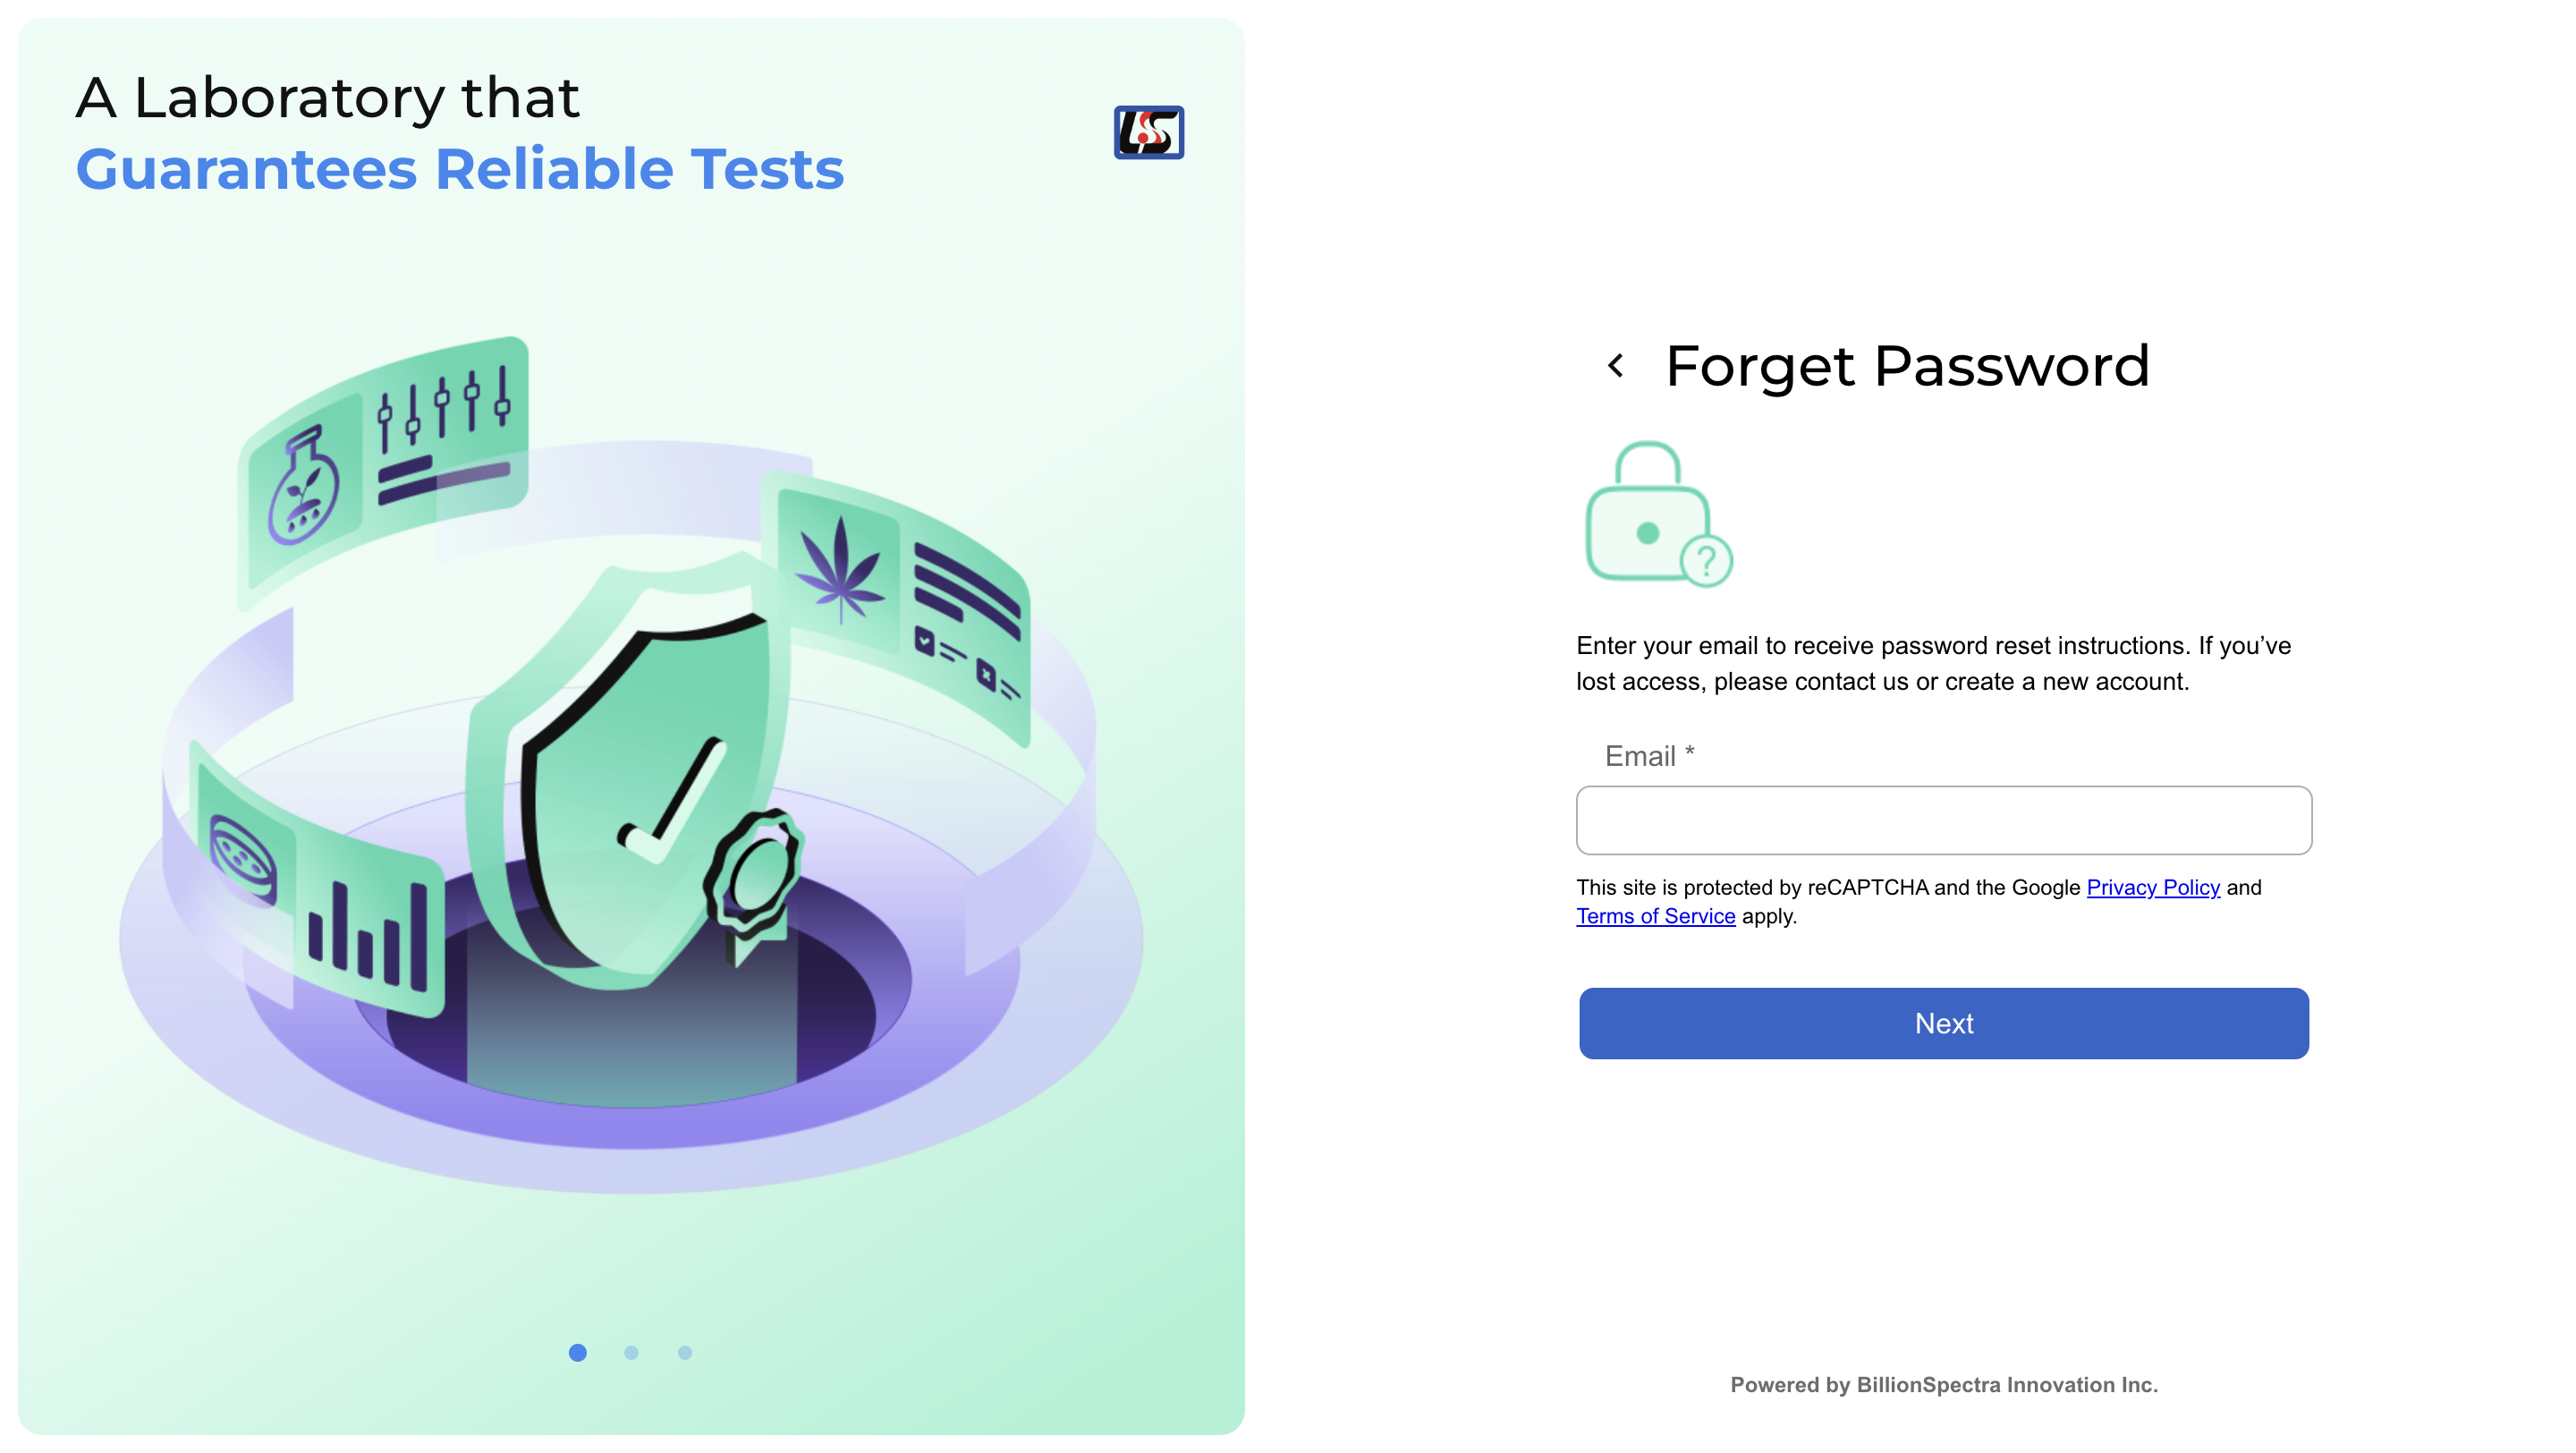 A Laboratory that
Guarantees Reliable Tests
Forget Password
?
Enter your email to receive password reset instructions. If you’ve
lost access, please contact us or create a new account.
Email *
This site is protected by reCAPTCHA and the Google Privacy Policy and
Terms of Service apply.
Next
Powered by BillionSpectra Innovation Inc.